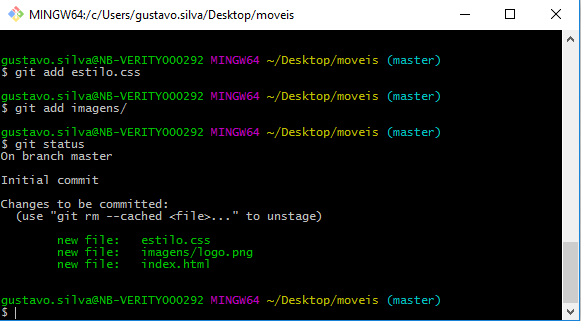 MINGW64:/c/Users/gustavo.silva/Desktop/moveis
gustavo.silva@NB-VERITY000292 MINGW64 ~/Desktop/moveis (master)
$ git add estilo.css
gustavo.silva@NB-VERITY000292 MINGW64 ~/Desktop/moveis (master)
$ git add imagens/
gustavo.silva@NB-VERITY000292 MINGW64 ~/Desktop/moveis (master)
$ git status
On branch master
Initial commit
Changes to be committed:
  (use "git rm --cached <file>..." to unstage)
        new file:   estilo.css
        new file:   imagens/logo.png
        new file:   index.html
gustavo.silva@NB-VERITY000292 MINGW64 ~/Desktop/moveis (master)
$